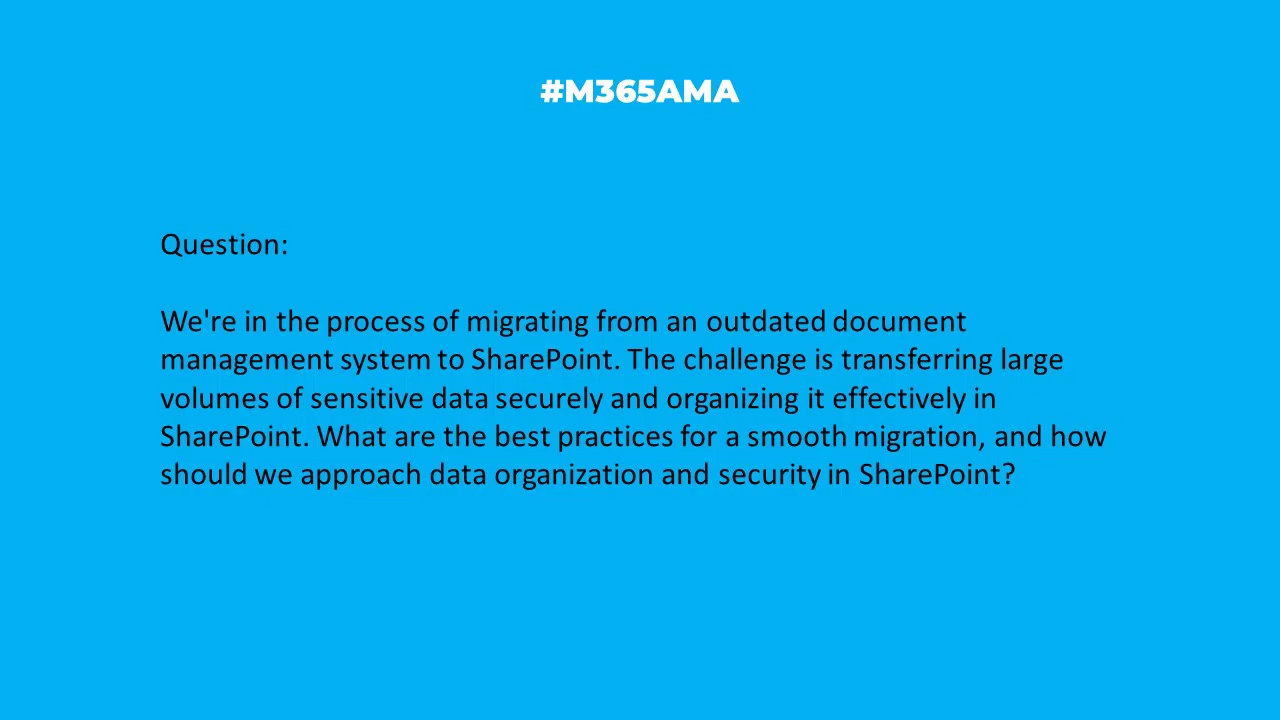 #M365AMA
Question:
We're in the process of migrating from an outdated document
management system to SharePoint. The challenge is transferring large
volumes of sensitive data securely and organizing it effectively in
SharePoint. What are the best practices for a smooth migration, and how
should we approach data organization and security in SharePoint?